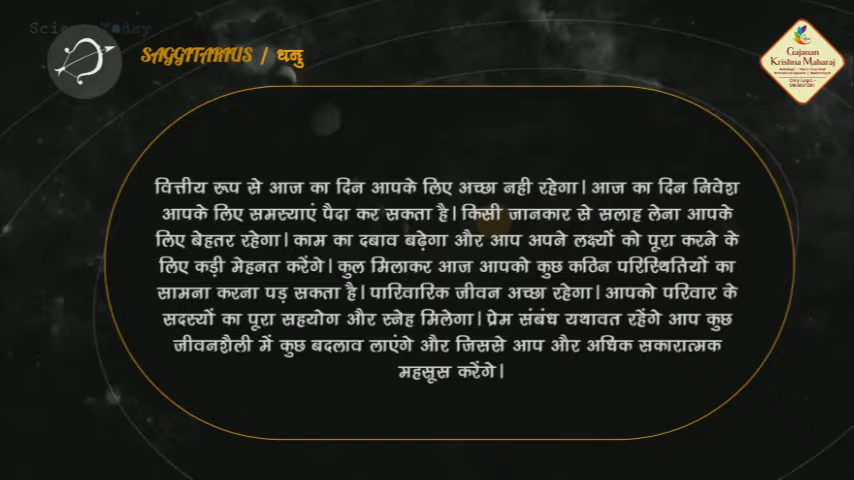 Science Today
SAGGITARIUS / धनु
Gajanan
Krishna Maharaj
वित्तीय रूप से आज का दिन आपके लिए अच्छा नही रहेगा। आज का दिन निवेश
आपके लिए समस्याएं पैदा कर सकता है। किसी जानकार से सलाह लेना आपके
लिए बेहतर रहेगा। काम का दबाव बढ़ेगा और आप अपने लक्ष्यों को पूरा करने के
लिए कड़ी मेहनत करेंगे। कुल मिलाकर आज आपको कुछ कठिन परिस्थितियों का
सामना करना पड़ सकता है। पारिवारिक जीवन अच्छा रहेगा। आपको परिवार के
सदस्यों का पूरा सहयोग और स्नेह मिलेगा। प्रेम संबंध यथावत रहेंगे आप कुछ
जीवनशैली में कुछ बदलाव लाएंगे और जिससे आप और अधिक सकारात्मक
महसूस करेंगे।